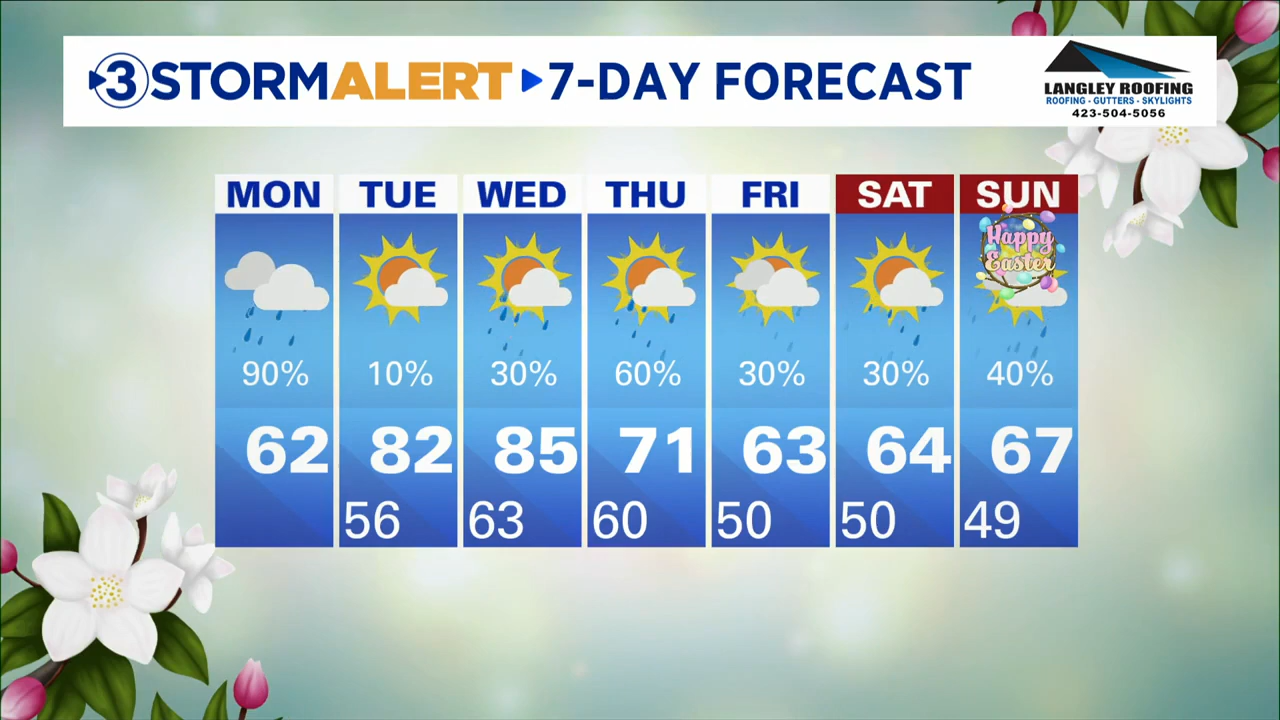 3 STORMALERT 7-DAY FORECAST
LANGLEY ROOFING
ROOFING - GUTTERS - SKYLIGHTS
423-504-5056
MON TUE WED THU FRI SAT SUN
Happy
Easter
90% 10% 30% 60% 30% 30% 40%
62 82 85 71 63 64 67
56 63 60 50 50 49